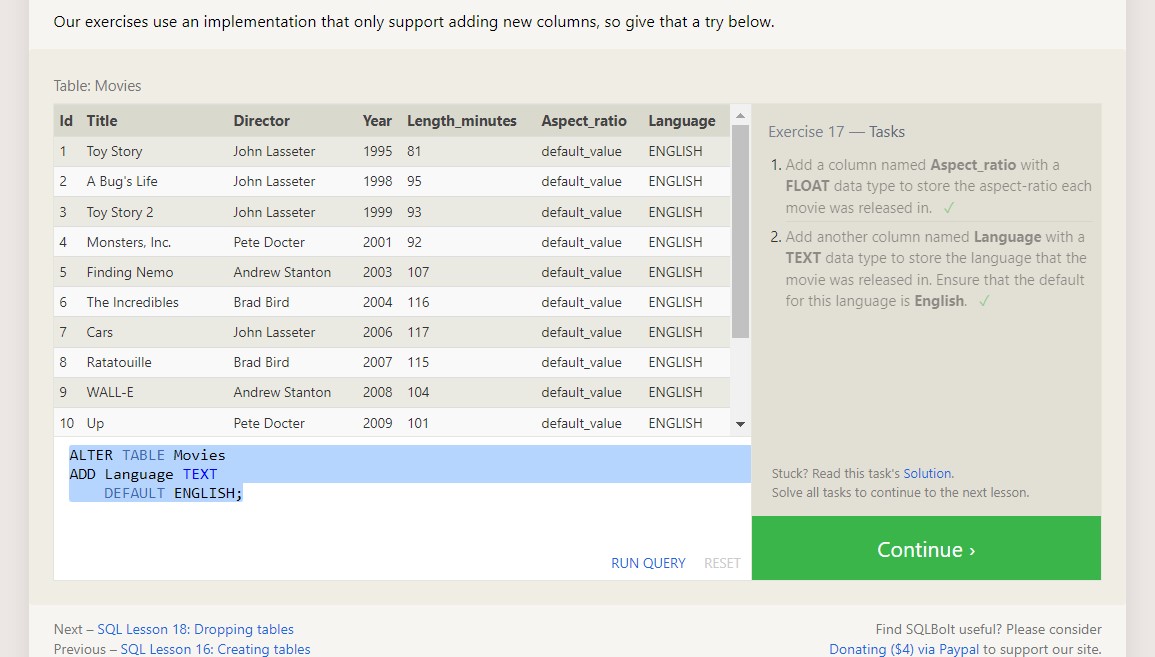 Our exercises use an implementation that only support adding new columns, so give that a try below.
Table: Movies
Id Title Director Year Length_minutes Aspect_ratio Language
1 Toy Story John Lasseter 1995 81 default_value ENGLISH
2 A Bug's Life John Lasseter 1998 95 default_value ENGLISH
3 Toy Story 2 John Lasseter 1999 93 default_value ENGLISH
4 Monsters, Inc. Pete Docter 2001 92 default_value ENGLISH
5 Finding Nemo Andrew Stanton 2003 107 default_value ENGLISH
6 The Incredibles Brad Bird 2004 116 default_value ENGLISH
7 Cars John Lasseter 2006 117 default_value ENGLISH
8 Ratatouille Brad Bird 2007 115 default_value ENGLISH
9 WALL-E Andrew Stanton 2008 104 default_value ENGLISH
10 Up Pete Docter 2009 101 default_value ENGLISH
ALTER TABLE Movies
ADD Language TEXT
DEFAULT ENGLISH;
RUN QUERY RESET
Exercise 17 — Tasks
1. Add a column named Aspect_ratio with a
FLOAT data type to store the aspect-ratio each
movie was released in. ✓
2. Add another column named Language with a
TEXT data type to store the language that the
movie was released in. Ensure that the default
for this language is English. ✓
Stuck? Read this task's Solution.
Solve all tasks to continue to the next lesson.
Continue ›
Next – SQL Lesson 18: Dropping tables
Previous – SQL Lesson 16: Creating tables
Find SQLBolt useful? Please consider
Donating ($4) via Paypal to support our site.